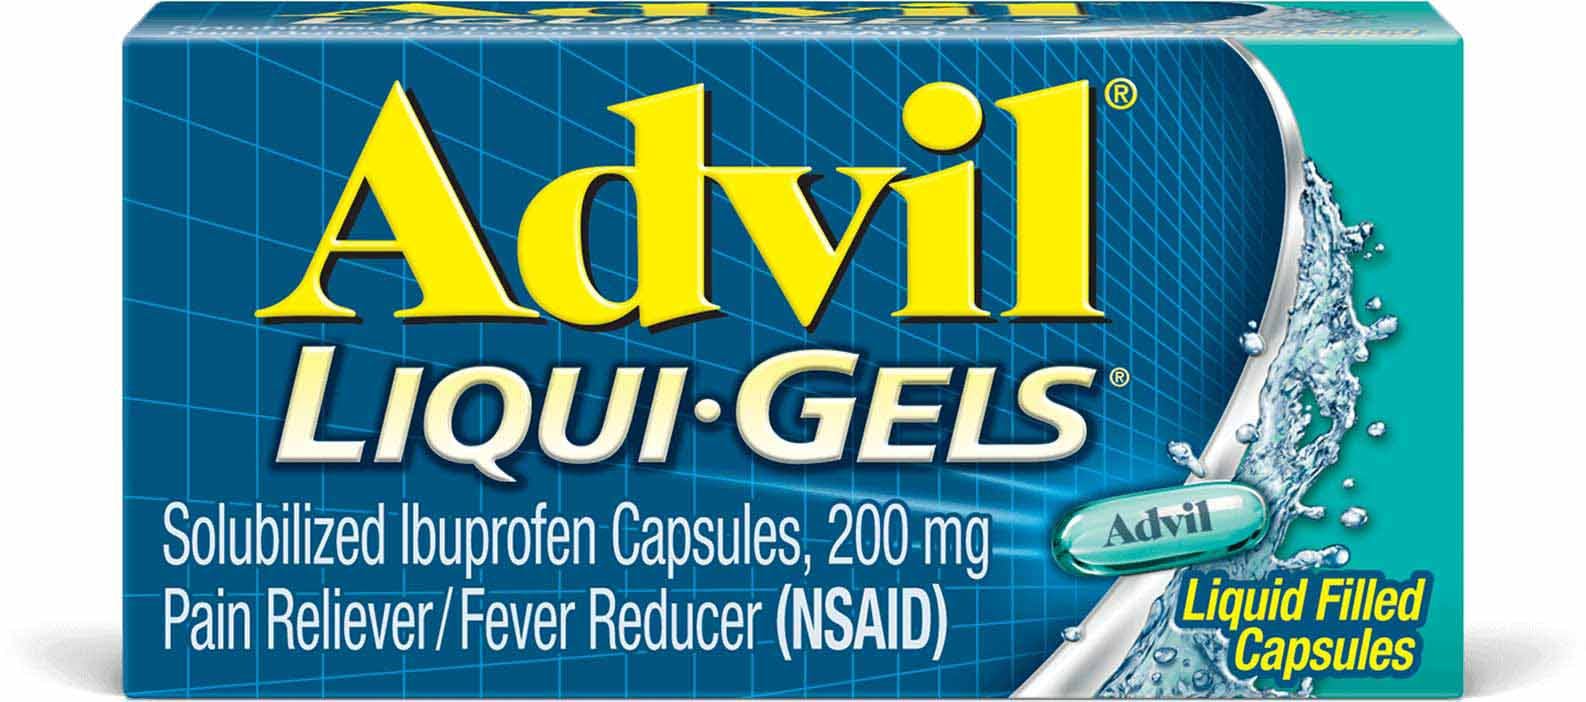 Advil®
LIQUI·GELS®
Solubilized Ibuprofen Capsules, 200 mg
Pain Reliever/Fever Reducer (NSAID)
Advil
Liquid Filled
Capsules